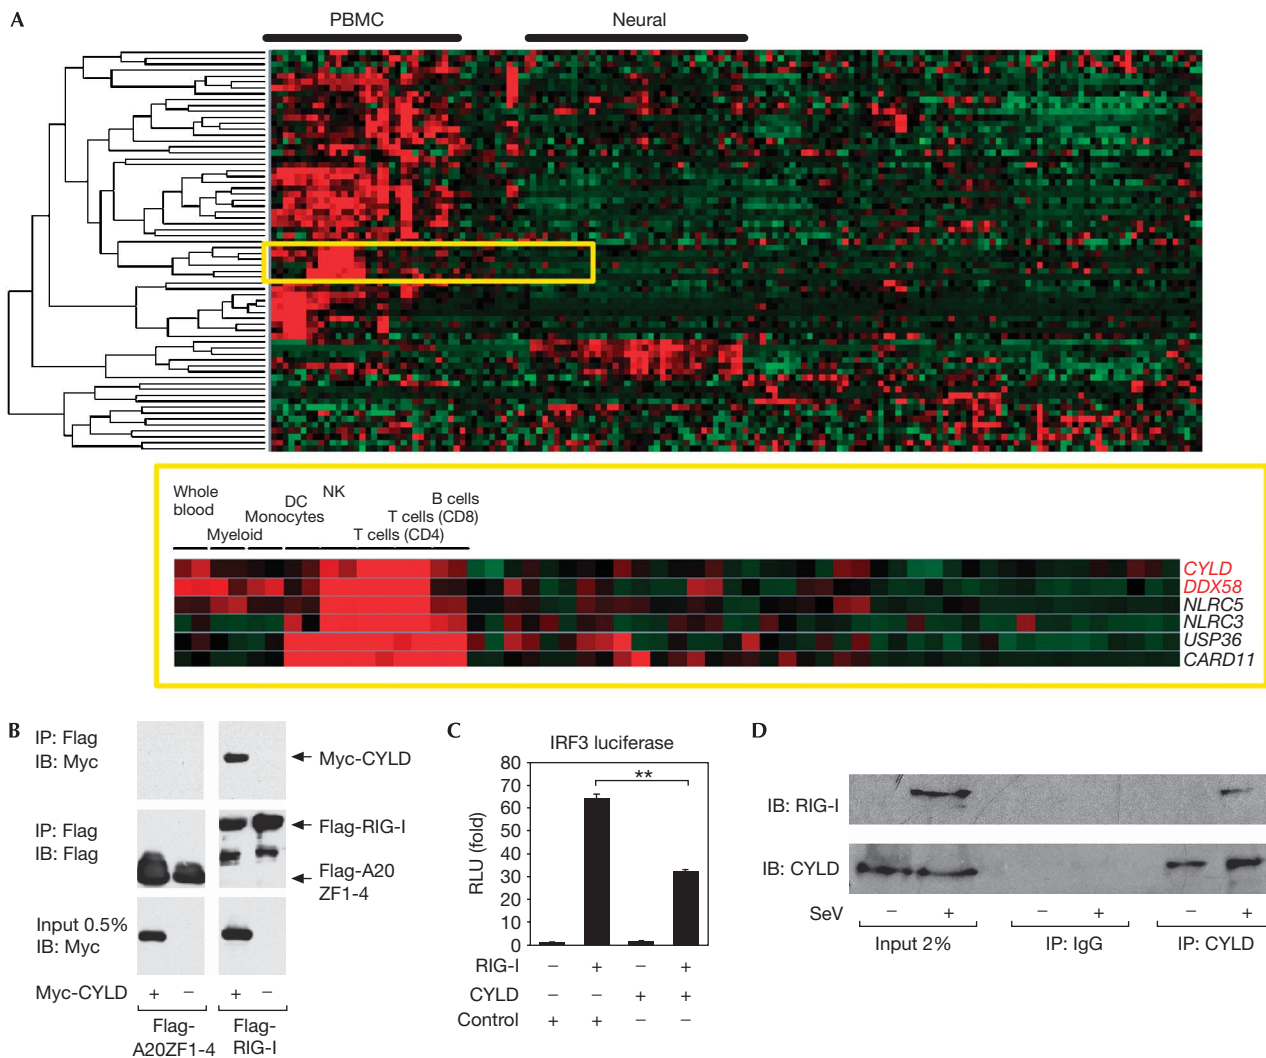 A
PBMC
Neural
Whole
blood
Myeloid
DC
Monocytes
NK
T cells (CD4)
T cells (CD8)
B cells
CYLD
DDX58
NLRC5
NLRC3
USP36
CARD11
B
IP: Flag
IB: Myc
Myc-CYLD
IP: Flag
IB: Flag
Flag-RIG-I
Flag-A20
ZF1-4
Input 0.5%
IB: Myc
Myc-CYLD + − + −
Flag-
A20ZF1-4
Flag-
RIG-I
C
IRF3 luciferase
80
70
60
50
40
30
20
10
0
RLU (fold)
**
RIG-I − + − +
CYLD − − + +
Control + + − −
D
IB: RIG-I
IB: CYLD
SeV − + − + − +
Input 2%
IP: IgG
IP: CYLD